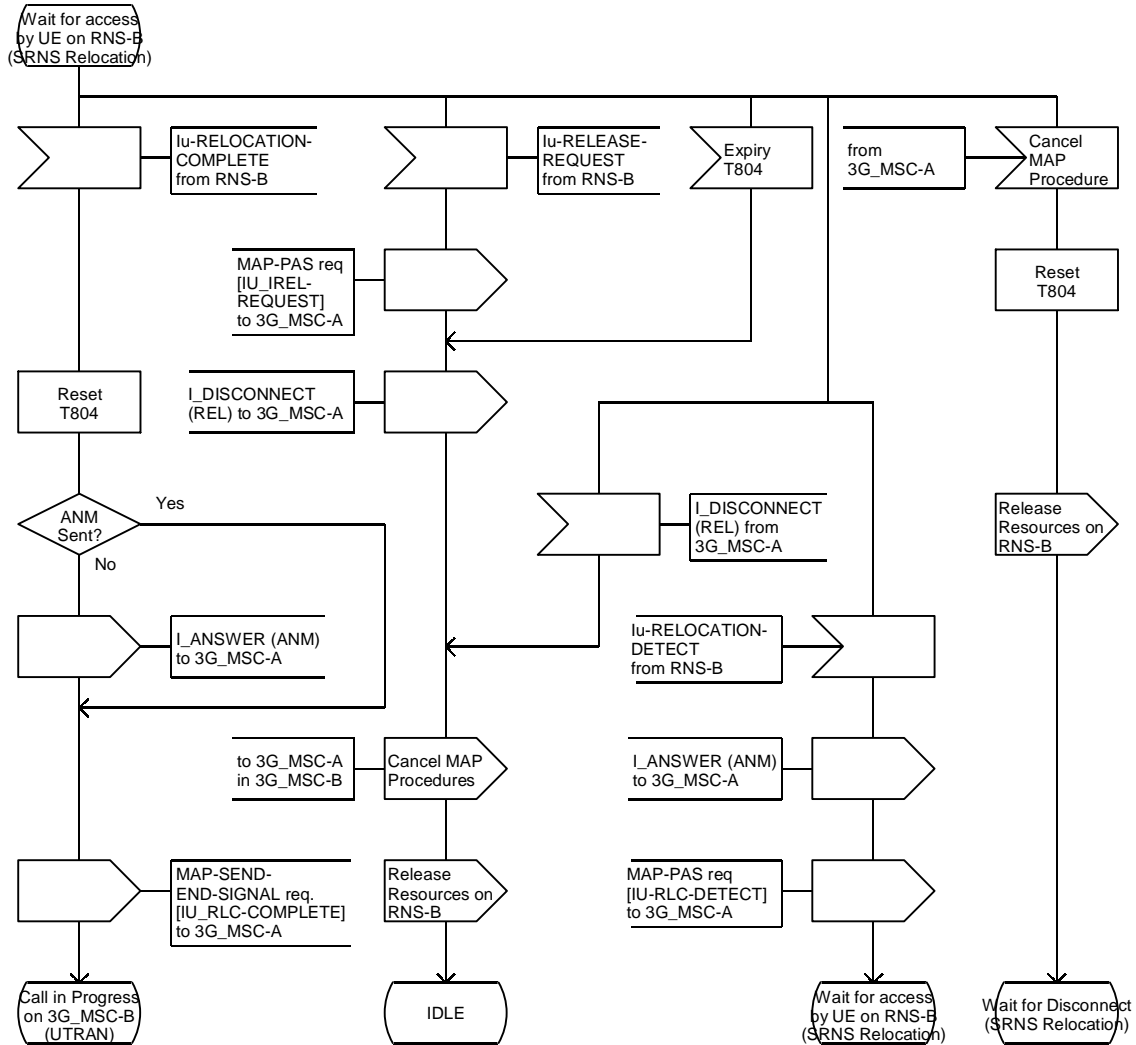 Wait for access
by UE on RNS-B
(SRNS Relocation)
Iu-RELOCATION-
COMPLETE
from RNS-B
Iu-RELEASE-
REQUEST
from RNS-B
Expiry
T804
from
3G_MSC-A
Cancel
MAP
Procedure
MAP-PAS req
[IU_IREL-
REQUEST]
to 3G_MSC-A
Reset
T804
Reset
T804
I_DISCONNECT
(REL) to 3G_MSC-A
ANM
Sent?
Yes
No
I_DISCONNECT
(REL) from
3G_MSC-A
Release
Resources on
RNS-B
I_ANSWER (ANM)
to 3G_MSC-A
Iu-RELOCATION-
DETECT
from RNS-B
to 3G_MSC-A
in 3G_MSC-B
Cancel MAP
Procedures
I_ANSWER (ANM)
to 3G_MSC-A
MAP-SEND-
END-SIGNAL req.
[IU_RLC-COMPLETE]
to 3G_MSC-A
Release
Resources on
RNS-B
MAP-PAS req
[IU-RLC-DETECT]
to 3G_MSC-A
Call in Progress
on 3G_MSC-B
(UTRAN)
IDLE
Wait for access
by UE on RNS-B
(SRNS Relocation)
Wait for Disconnect
(SRNS Relocation)